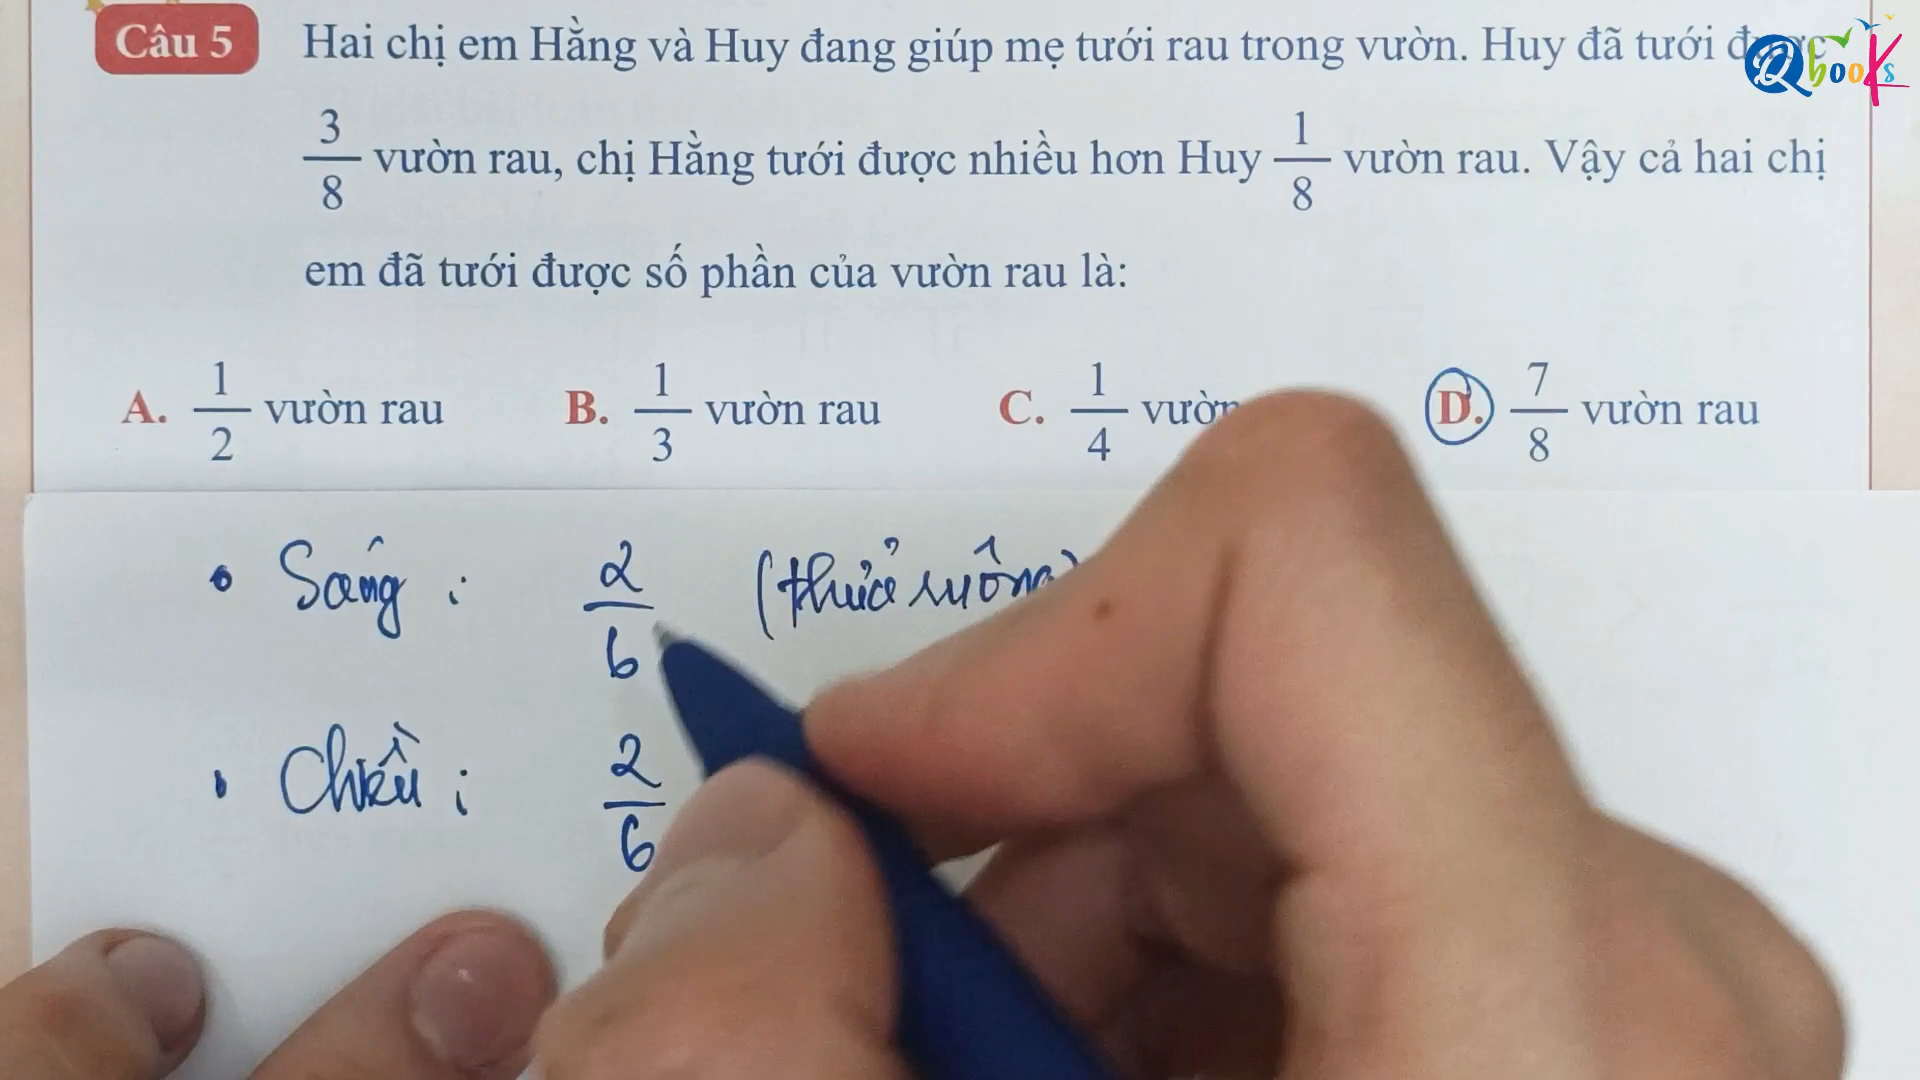 Câu 5 Hai chị em Hằng và Huy đang giúp mẹ tưới rau trong vườn. Huy đã tưới được
3/8 vườn rau, chị Hằng tưới được nhiều hơn Huy 1/8 vườn rau. Vậy cả hai chị
em đã tưới được số phần của vườn rau là:
A. 1/2 vườn rau B. 1/3 vườn rau C. 1/4 vườn D. 7/8 vườn rau
• Sáng : 2/6 (thửa ruộng)
• Chiều : 2/6
Qbooks